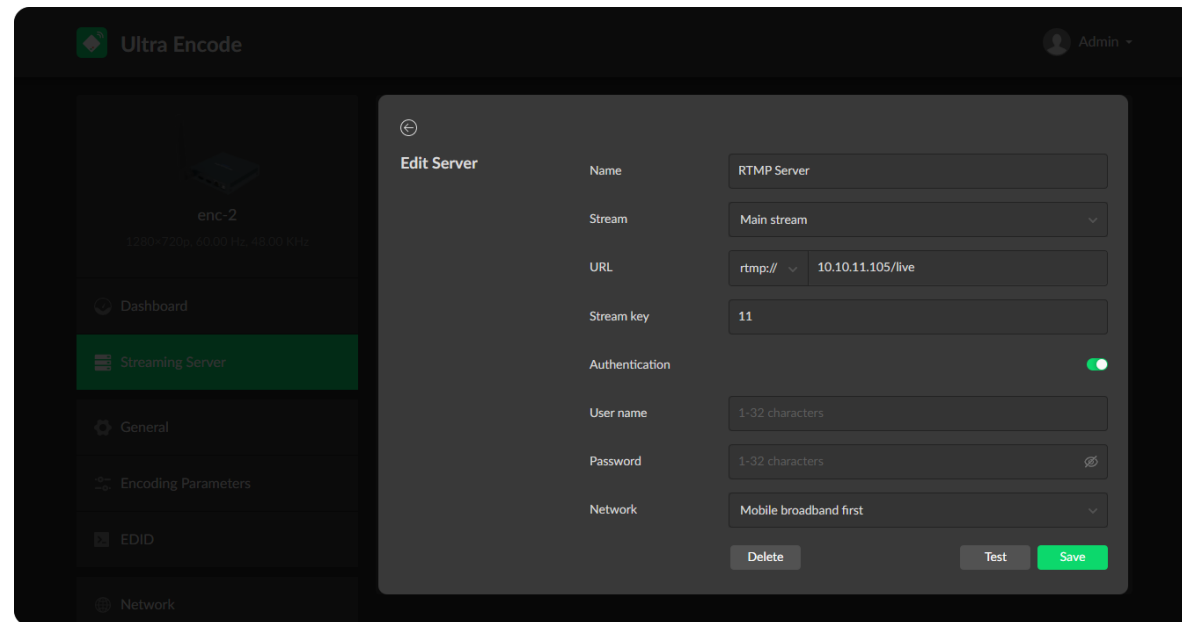 Ultra Encode
Admin
enc-2
1280×720p, 60.00 Hz, 48.00 KHz
Dashboard
Streaming Server
General
Encoding Parameters
EDID
Network
Edit Server
Name
RTMP Server
Stream
Main stream
URL
rtmp://
10.10.11.105/live
Stream key
11
Authentication
User name
1-32 characters
Password
1-32 characters
Network
Mobile broadband first
Delete
Test
Save